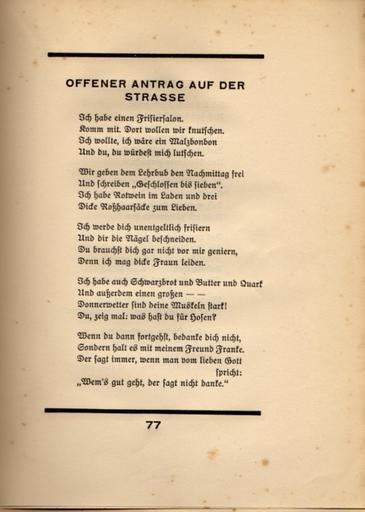 OFFENER ANTRAG AUF DER
STRASSE
Ich habe einen Frisiersalon.
Komm mit. Dort wollen wir knutschen.
Ich wollte, ich wäre ein Malzbonbon
Und du, du würdest mich lutschen.
Wir geben dem Lehrbub den Nachmittag frei
Und schreiben „Geschlossen bis sieben“.
Ich habe Rotwein im Laden und drei
Dicke Roßhaarsäcke zum Lieben.
Ich werde dich unentgeltlich frisiern
Und dir die Nägel beschneiden.
Du brauchst dich gar nicht vor mir geniern,
Denn ich mag dicke Fraun leiden.
Ich habe auch Schwarzbrot und Butter und Quark
Und außerdem einen großen — —
Donnerwetter sind deine Muskeln stark!
Du, zeig mal: was hast du für Hosen?
Wenn du dann fortgehst, bedanke dich nicht,
Sondern halt es mit meinem Freund Franke.
Der sagt immer, wenn man vom lieben Gott
spricht:
„Wem's gut geht, der sagt nicht danke.“
77